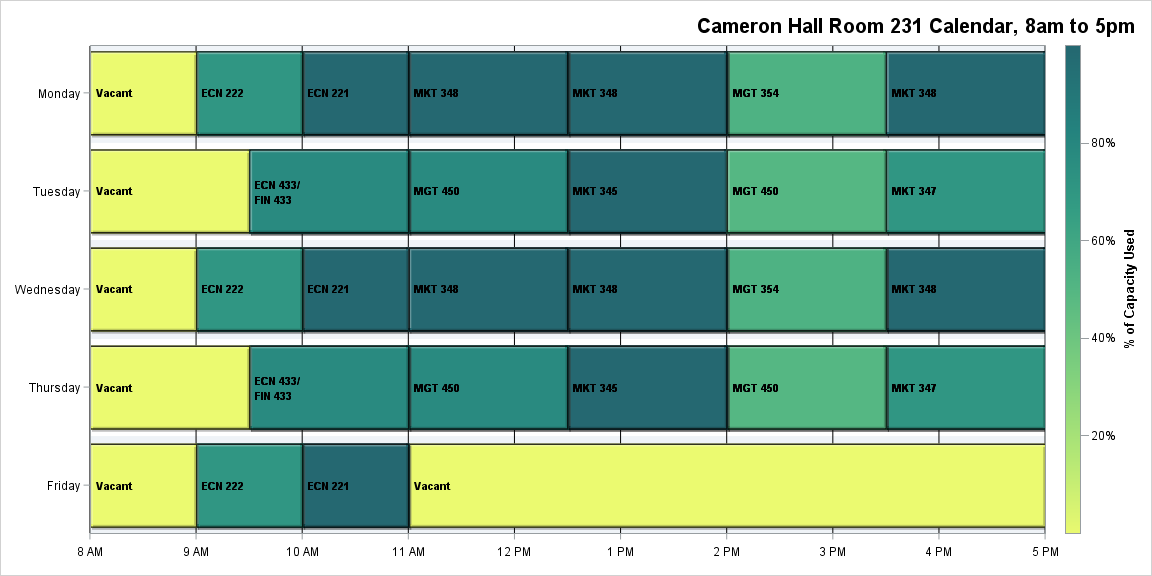 Cameron Hall Room 231 Calendar, 8am to 5pm
Monday
Vacant
ECN 222
ECN 221
MKT 348
MKT 348
MGT 354
MKT 348
Tuesday
Vacant
ECN 433/
FIN 433
MGT 450
MKT 345
MGT 450
MKT 347
Wednesday
Vacant
ECN 222
ECN 221
MKT 348
MKT 348
MGT 354
MKT 348
Thursday
Vacant
ECN 433/
FIN 433
MGT 450
MKT 345
MGT 450
MKT 347
Friday
Vacant
ECN 222
ECN 221
Vacant
8 AM
9 AM
10 AM
11 AM
12 PM
1 PM
2 PM
3 PM
4 PM
5 PM
80%
60%
40%
20%
% of Capacity Used